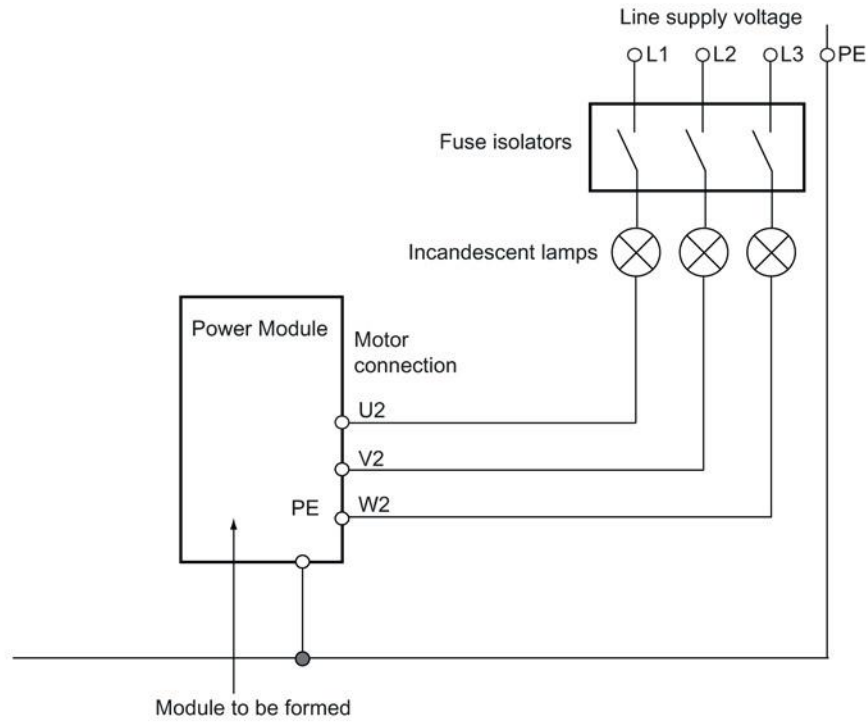 Line supply voltage
L1
L2
L3
PE
Fuse isolators
Incandescent lamps
Power Module
Motor
connection
U2
V2
PE
W2
Module to be formed